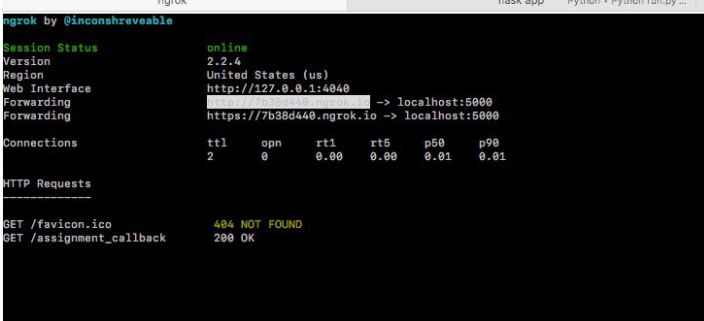 ngrok
flask app
Python • Python run.py ...
ngrok by @inconshreveable
Session Status online
Version 2.2.4
Region United States (us)
Web Interface http://127.0.0.1:4040
Forwarding http://7b38d440.ngrok.io -> localhost:5000
Forwarding https://7b38d440.ngrok.io -> localhost:5000
Connections ttl opn rt1 rt5 p50 p90
2 0 0.00 0.00 0.01 0.01
HTTP Requests
-------------
GET /favicon.ico 404 NOT FOUND
GET /assignment_callback 200 OK